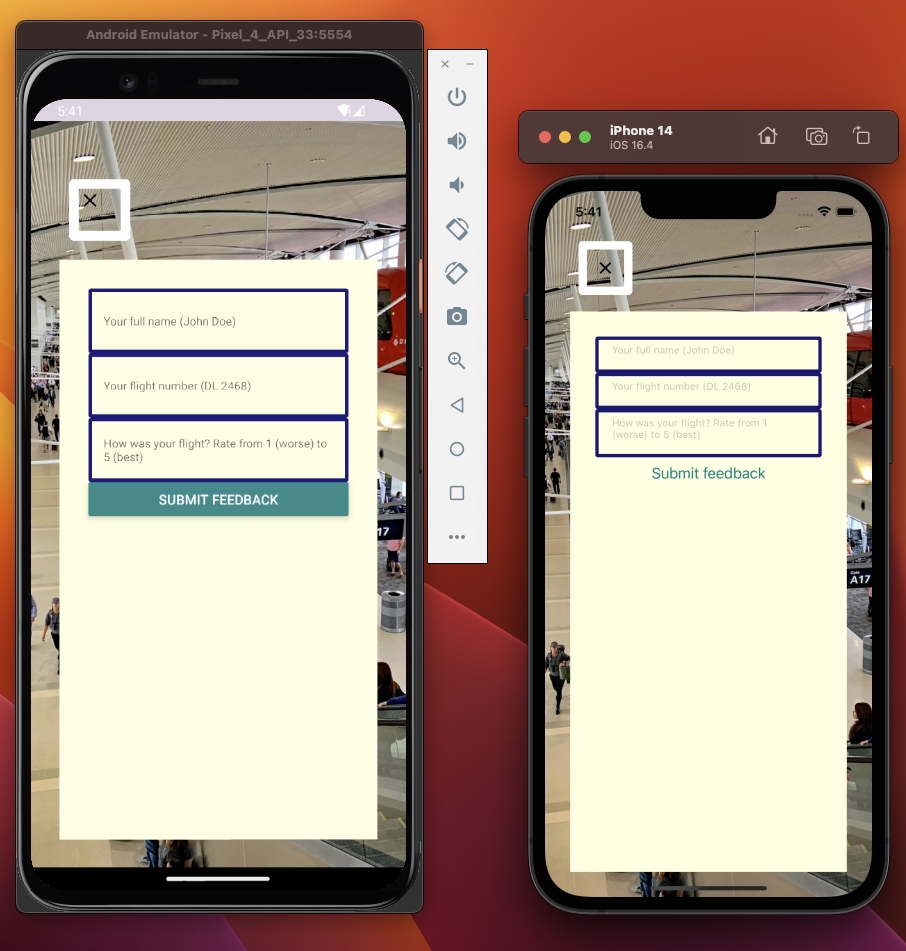 Android Emulator - Pixel_4_API_33:5554
5:41
Your full name (John Doe)
Your flight number (DL 2468)
How was your flight? Rate from 1 (worse) to
5 (best)
SUBMIT FEEDBACK
17
iPhone 14
iOS 16.4
5:41
Your full name (John Doe)
Your flight number (DL 2468)
How was your flight? Rate from 1
(worse) to 5 (best)
Submit feedback
Gate
A17